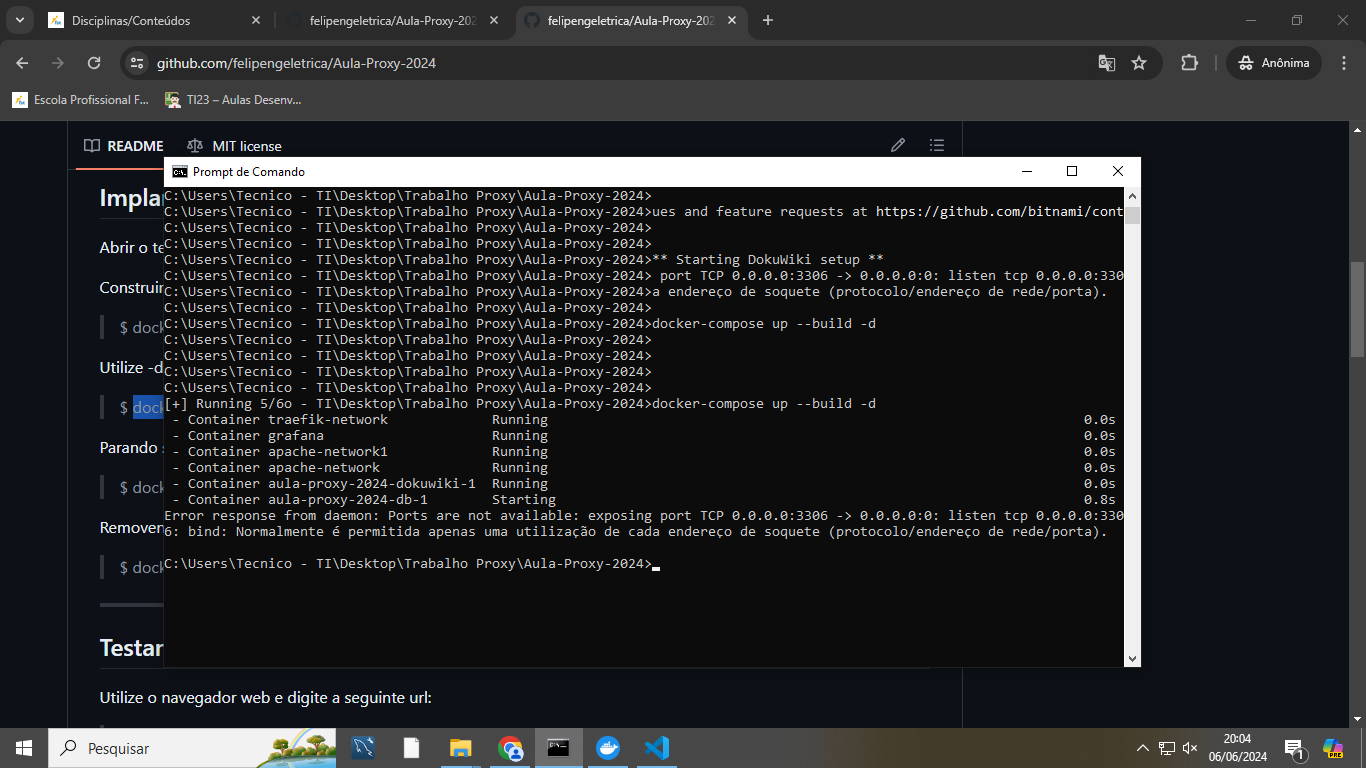 Disciplinas/Conteúdos
felipengeletrica/Aula-Proxy-202
felipengeletrica/Aula-Proxy-202
github.com/felipengeletrica/Aula-Proxy-2024
Anônima
Escola Profissional F...
TI23 – Aulas Desenv...
README
MIT license
Implar
Abrir o te
Construir
$ dock
Utilize -d
$ dock
Parando s
$ dock
Removen
$ dock
Testar
Utilize o navegador web e digite a seguinte url:
Prompt de Comando
C:\Users\Tecnico - TI\Desktop\Trabalho Proxy\Aula-Proxy-2024>
C:\Users\Tecnico - TI\Desktop\Trabalho Proxy\Aula-Proxy-2024>ues and feature requests at https://github.com/bitnami/cont
C:\Users\Tecnico - TI\Desktop\Trabalho Proxy\Aula-Proxy-2024>
C:\Users\Tecnico - TI\Desktop\Trabalho Proxy\Aula-Proxy-2024>
C:\Users\Tecnico - TI\Desktop\Trabalho Proxy\Aula-Proxy-2024>** Starting DokuWiki setup **
C:\Users\Tecnico - TI\Desktop\Trabalho Proxy\Aula-Proxy-2024> port TCP 0.0.0.0:3306 -> 0.0.0.0:0: listen tcp 0.0.0.0:330
C:\Users\Tecnico - TI\Desktop\Trabalho Proxy\Aula-Proxy-2024>a endereço de soquete (protocolo/endereço de rede/porta).
C:\Users\Tecnico - TI\Desktop\Trabalho Proxy\Aula-Proxy-2024>
C:\Users\Tecnico - TI\Desktop\Trabalho Proxy\Aula-Proxy-2024>docker-compose up --build -d
C:\Users\Tecnico - TI\Desktop\Trabalho Proxy\Aula-Proxy-2024>
C:\Users\Tecnico - TI\Desktop\Trabalho Proxy\Aula-Proxy-2024>
C:\Users\Tecnico - TI\Desktop\Trabalho Proxy\Aula-Proxy-2024>
C:\Users\Tecnico - TI\Desktop\Trabalho Proxy\Aula-Proxy-2024>
[+] Running 5/6o - TI\Desktop\Trabalho Proxy\Aula-Proxy-2024>docker-compose up --build -d
- Container traefik-network Running 0.0s
- Container grafana Running 0.0s
- Container apache-network1 Running 0.0s
- Container apache-network Running 0.0s
- Container aula-proxy-2024-dokuwiki-1 Running 0.0s
- Container aula-proxy-2024-db-1 Starting 0.8s
Error response from daemon: Ports are not available: exposing port TCP 0.0.0.0:3306 -> 0.0.0.0:0: listen tcp 0.0.0.0:330
6: bind: Normalmente é permitida apenas uma utilização de cada endereço de soquete (protocolo/endereço de rede/porta).
C:\Users\Tecnico - TI\Desktop\Trabalho Proxy\Aula-Proxy-2024>
Pesquisar
20:04
06/06/2024
1
PRE